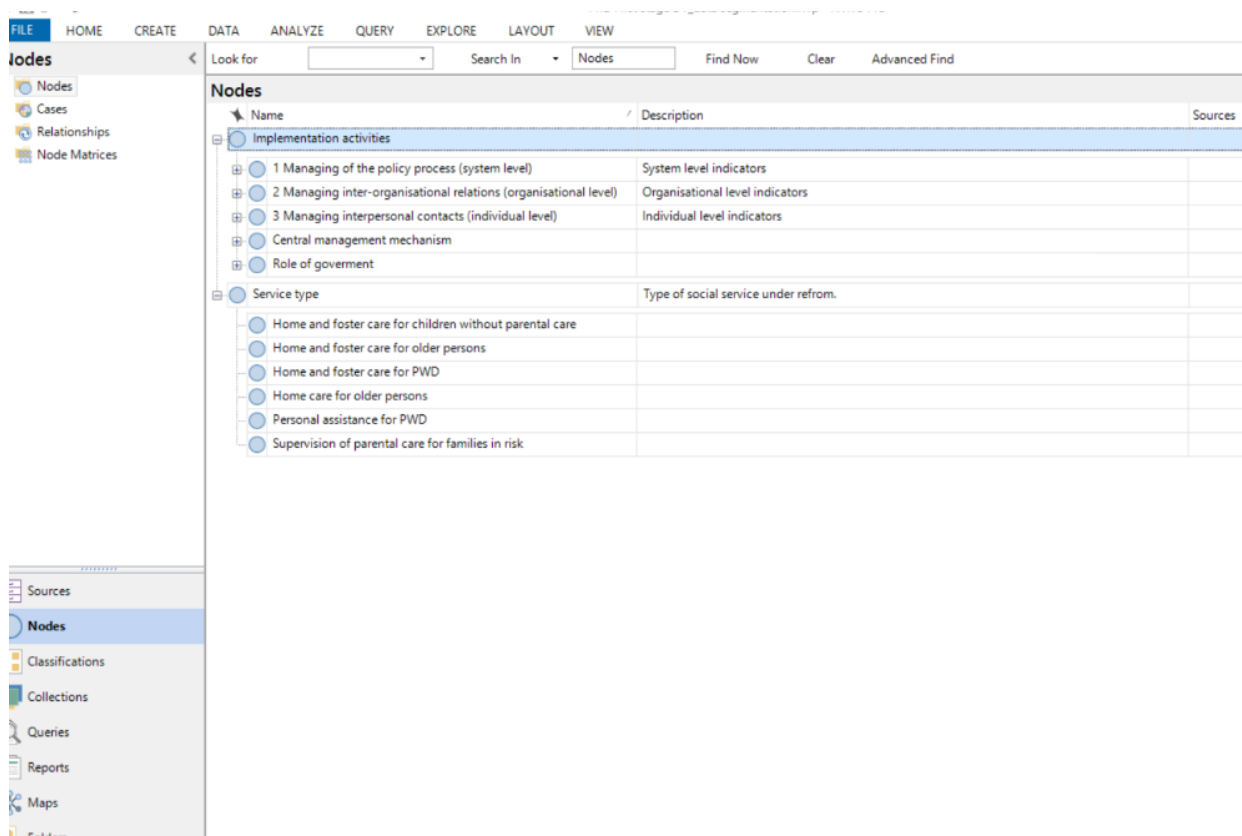 FILE HOME CREATE DATA ANALYZE QUERY EXPLORE LAYOUT VIEW
Nodes Look for Search In Nodes Find Now Clear Advanced Find
Nodes
Cases
Relationships
Node Matrices
Nodes
Name Description Sources
Implementation activities
1 Managing of the policy process (system level) System level indicators
2 Managing inter-organisational relations (organisational level) Organisational level indicators
3 Managing interpersonal contacts (individual level) Individual level indicators
Central management mechanism
Role of goverment
Service type Type of social service under refrom.
Home and foster care for children without parental care
Home and foster care for older persons
Home and foster care for PWD
Home care for older persons
Personal assistance for PWD
Supervision of parental care for families in risk
Sources
Nodes
Classifications
Collections
Queries
Reports
Maps